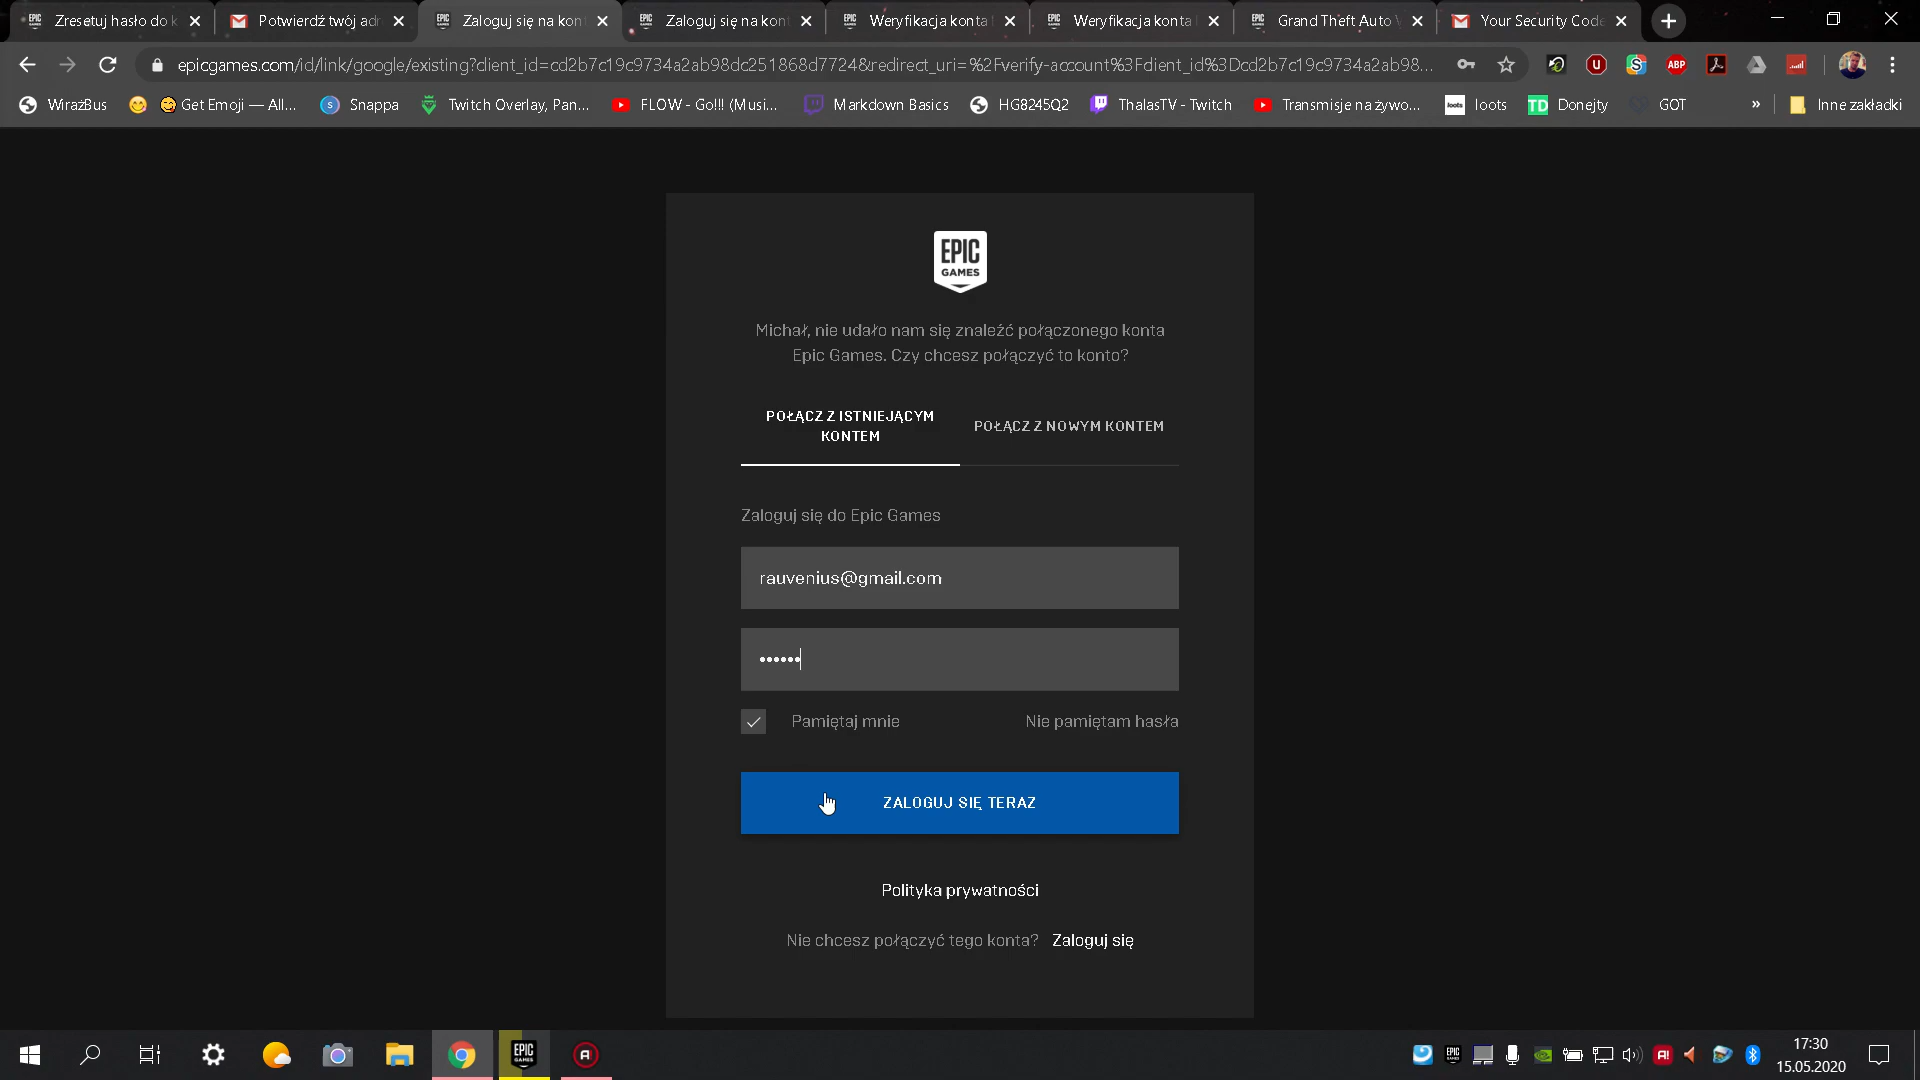 Zresetuj hasło do k
Potwierdź twój adr
Zaloguj się na kont
Zaloguj się na kont
Weryfikacja konta
Weryfikacja konta
Grand Theft Auto V
Your Security Code
epicgames.com/id/link/google/existing?client_id=cd2b7c19c9734a2ab98dc251868d7724&redirect_uri=%2Fverify-account%3Fclient_id%3Dcd2b7c19c9734a2ab98...
WirażBus
Get Emoji — All...
Snappa
Twitch Overlay, Pan...
FLOW - Go!!! (Musi...
Markdown Basics
HG8245Q2
ThalasTV - Twitch
Transmisje na żywo...
loots
Donejty
GOT
»
Inne zakładki
EPIC
GAMES
Michał, nie udało nam się znaleźć połączonego konta
Epic Games. Czy chcesz połączyć to konto?
POŁĄCZ Z ISTNIEJĄCYM
KONTEM
POŁĄCZ Z NOWYM KONTEM
Zaloguj się do Epic Games
rauvenius@gmail.com
••••••
Pamiętaj mnie
Nie pamiętam hasła
ZALOGUJ SIĘ TERAZ
Polityka prywatności
Nie chcesz połączyć tego konta? Zaloguj się
17:30
15.05.2020